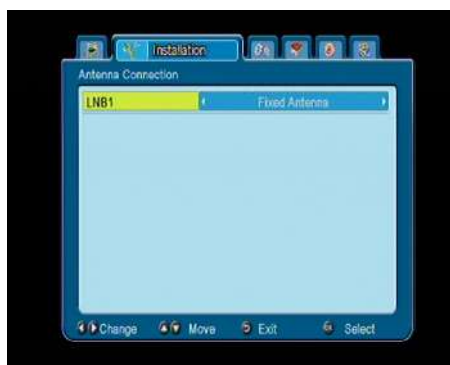 Installation
Antenna Connection
LNB1 Fixed Antenna
Change Move Exit Select